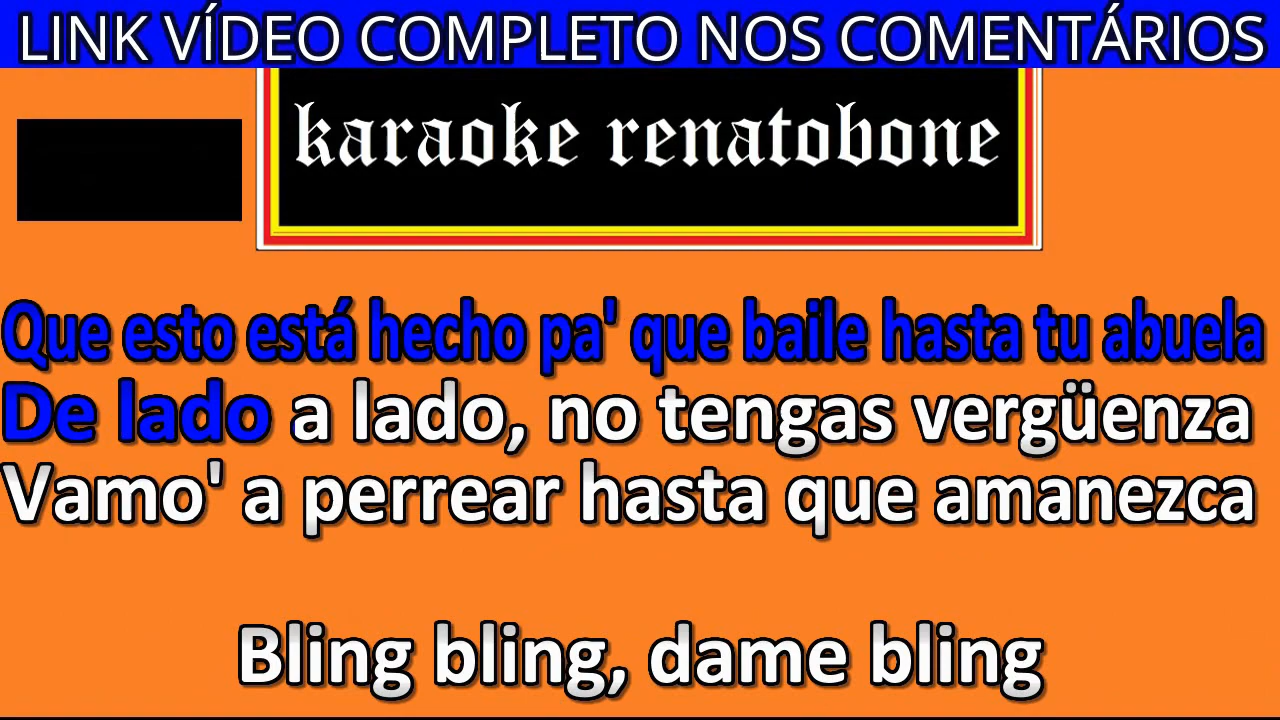 LINK VÍDEO COMPLETO NOS COMENTÁRIOS
karaoke renatobone
Que esto está hecho pa' que baile hasta tu abuela
De lado a lado, no tengas vergüenza
Vamo' a perrear hasta que amanezca
Bling bling, dame bling